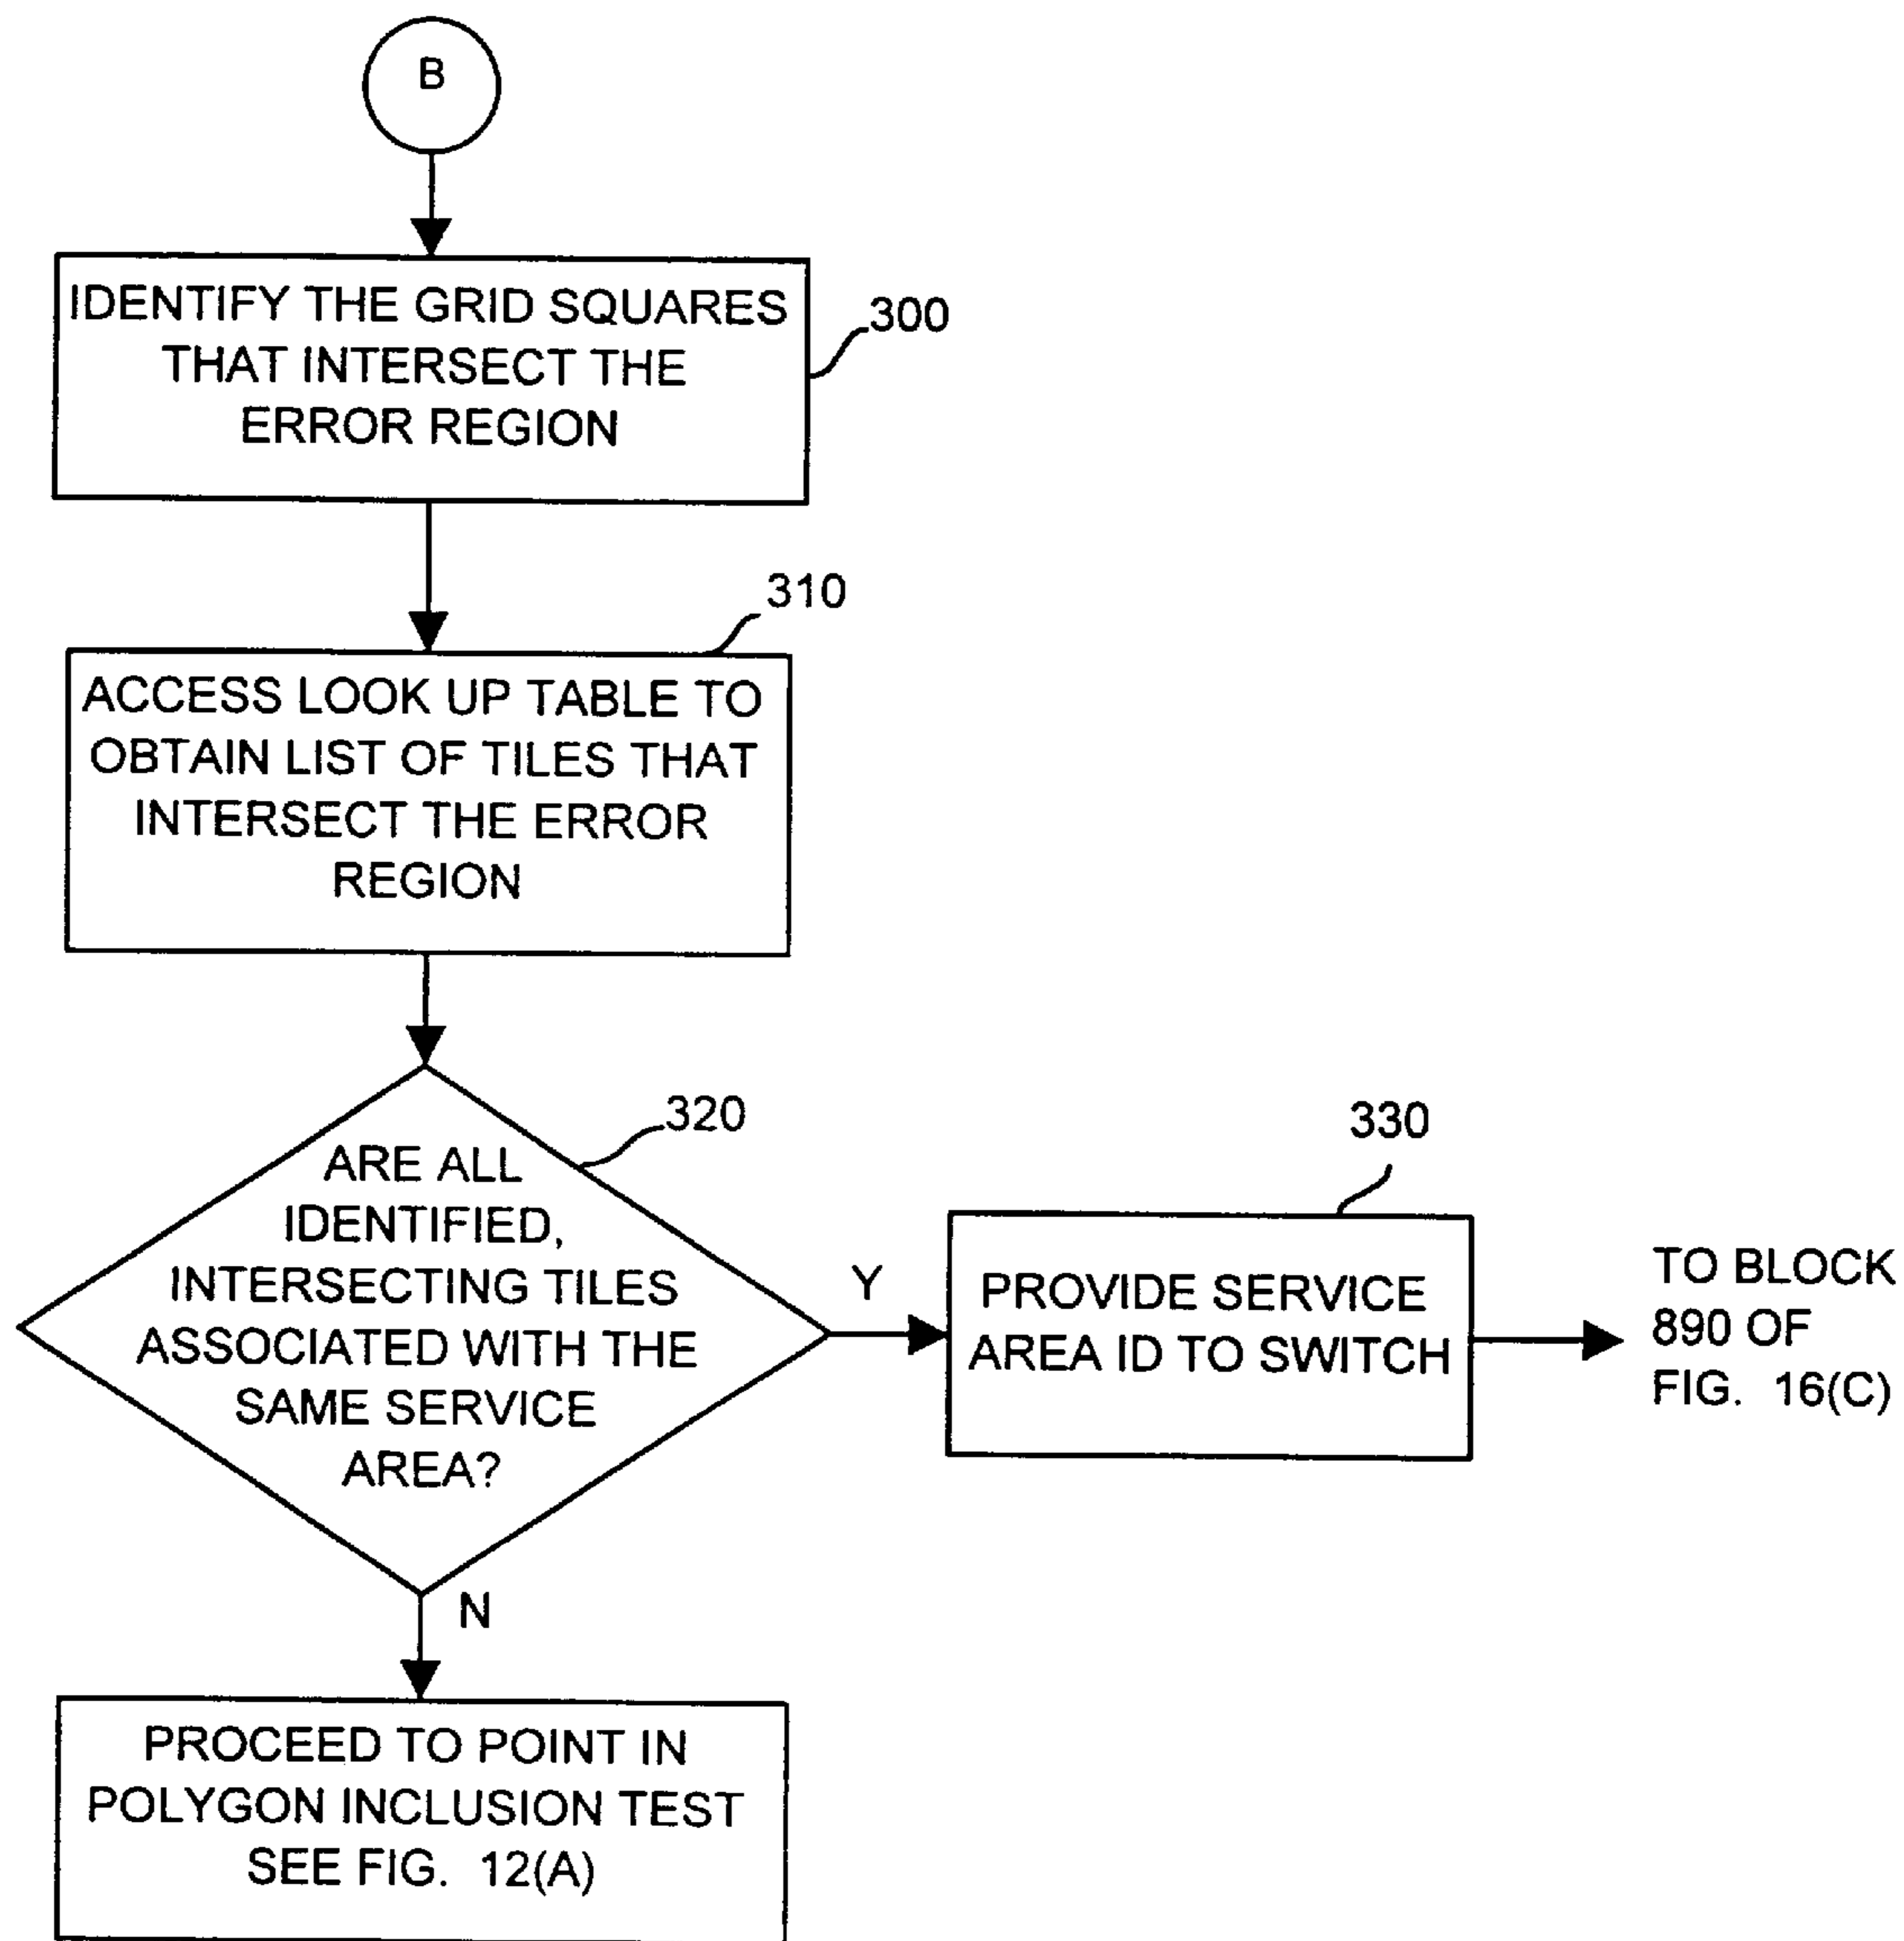 B
IDENTIFY THE GRID SQUARES
THAT INTERSECT THE
ERROR REGION
300
310
ACCESS LOOK UP TABLE TO
OBTAIN LIST OF TILES THAT
INTERSECT THE ERROR
REGION
320
ARE ALL
IDENTIFIED,
INTERSECTING TILES
ASSOCIATED WITH THE
SAME SERVICE
AREA?
Y
330
PROVIDE SERVICE
AREA ID TO SWITCH
TO BLOCK
890 OF
FIG. 16(C)
N
PROCEED TO POINT IN
POLYGON INCLUSION TEST
SEE FIG. 12(A)